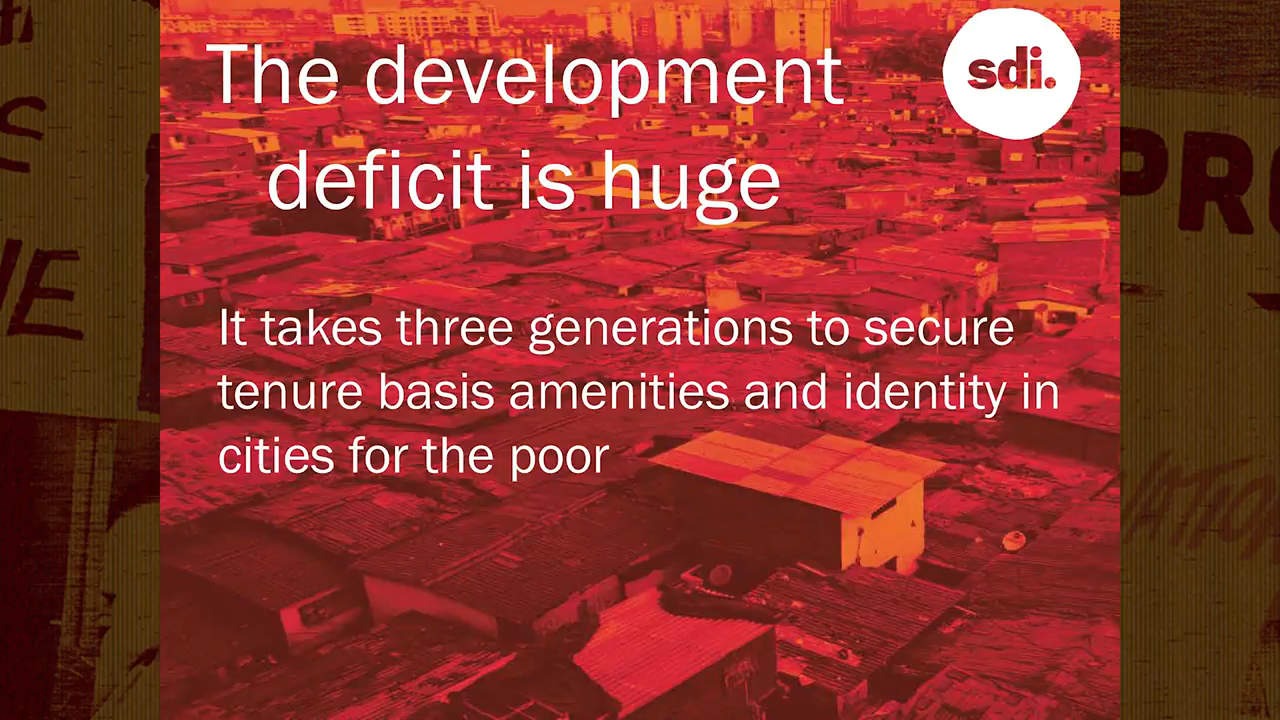 The development
deficit is huge
sdi.
It takes three generations to secure
tenure basis amenities and identity in
cities for the poor
PR